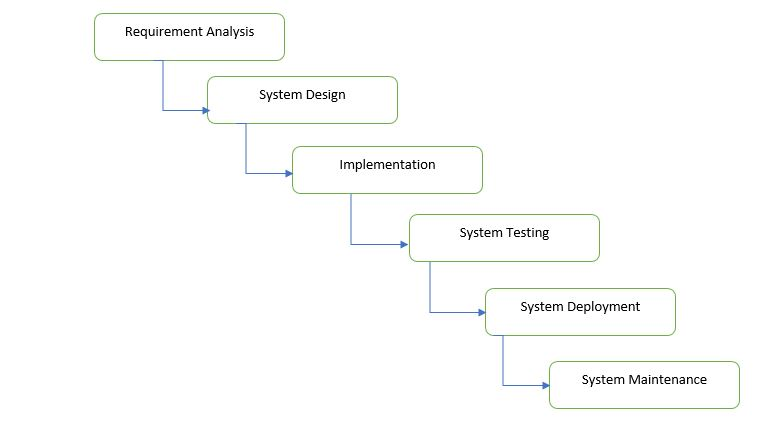 Requirement Analysis
System Design
Implementation
System Testing
System Deployment
System Maintenance